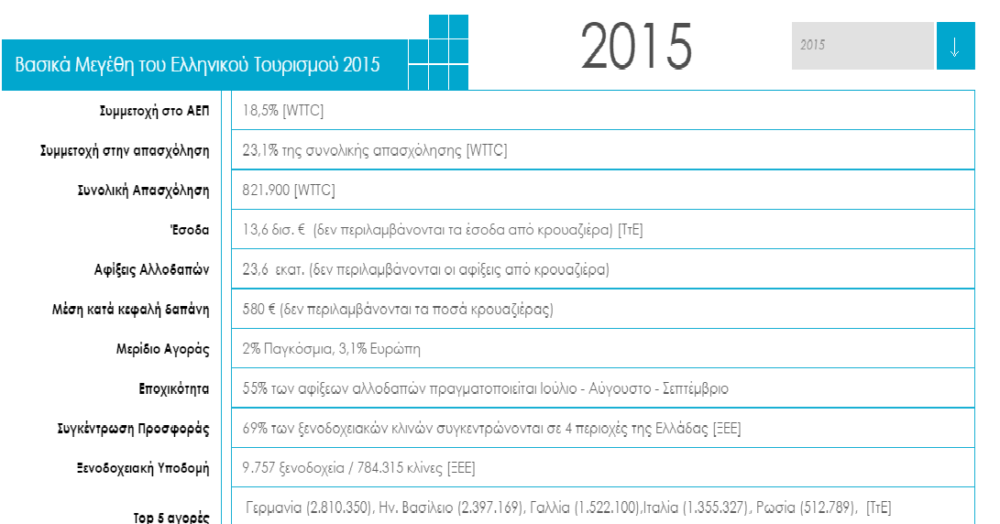 2015
2015
Βασικά Μεγέθη του Ελληνικού Τουρισμού 2015
Συμμετοχή στο ΑΕΠ 18,5% [WTTC]
Συμμετοχή στην απασχόληση 23,1% της συνολικής απασχόλησης [WTTC]
Συνολική Απασχόληση 821.900 [WTTC]
Έσοδα 13,6 δισ. € (δεν περιλαμβάνονται τα έσοδα από κρουαζιέρα) [ΤτΕ]
Αφίξεις Αλλοδαπών 23,6 εκατ. (δεν περιλαμβάνονται οι αφίξεις από κρουαζιέρα)
Μέση κατά κεφαλή δαπάνη 580 € (δεν περιλαμβάνονται τα ποσά κρουαζιέρας)
Μερίδιο Αγοράς 2% Παγκόσμια, 3,1% Ευρώπη
Εποχικότητα 55% των αφίξεων αλλοδαπών πραγματοποιείται Ιούλιο - Αύγουστο - Σεπτέμβριο
Συγκέντρωση Προσφοράς 69% των ξενοδοχειακών κλινών συγκεντρώνονται σε 4 περιοχές της Ελλάδας [ΞΕΕ]
Ξενοδοχειακή Υποδομή 9.757 ξενοδοχεία / 784.315 κλίνες [ΞΕΕ]
Γερμανία (2.810.350), Ην. Βασίλειο (2.397.169), Γαλλία (1.522.100),Ιταλία (1.355.327), Ρωσία (512.789), [ΤτΕ]
Top 5 αγορές